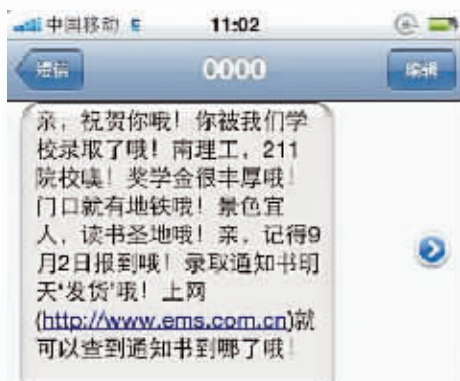 中国移动 E 11:02
短信 0000 编辑
亲，祝贺你哦！你被我们学
校录取了哦！南理工，211
院校噢！奖学金很丰厚哦！
门口就有地铁哦！景色宜
人，读书圣地哦！亲，记得9
月2日报到哦！录取通知书明
天“发货”哦！上网
(http://www.ems.com.cn)就
可以查到通知书到哪了哦！